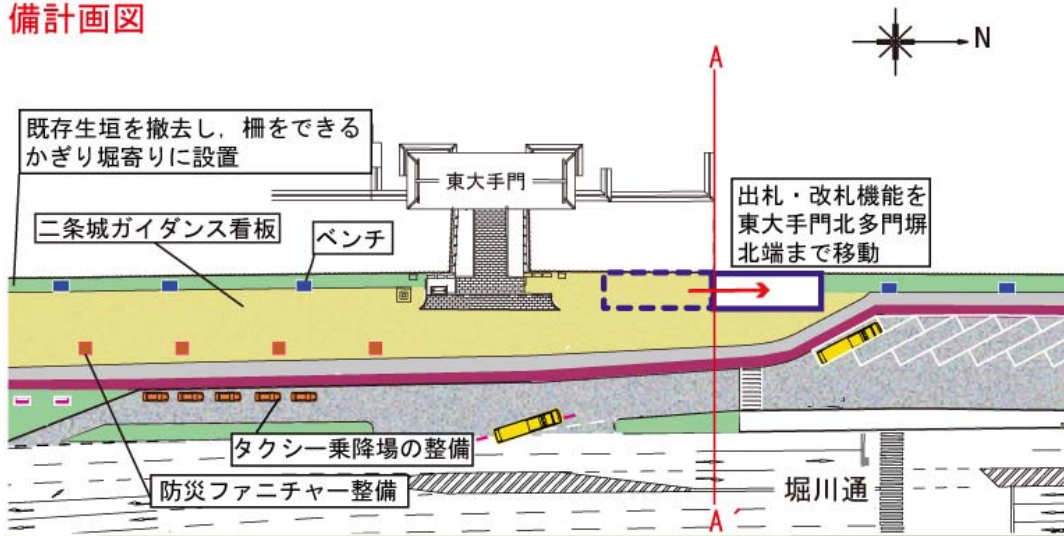 備計画図
N
A
既存生垣を撤去し，柵をできる
かぎり堀寄りに設置
東大手門
出札・改札機能を
東大手門北多門塀
北端まで移動
二条城ガイダンス看板
ベンチ
タクシー乗降場の整備
防災ファニチャー整備
堀川通
A´